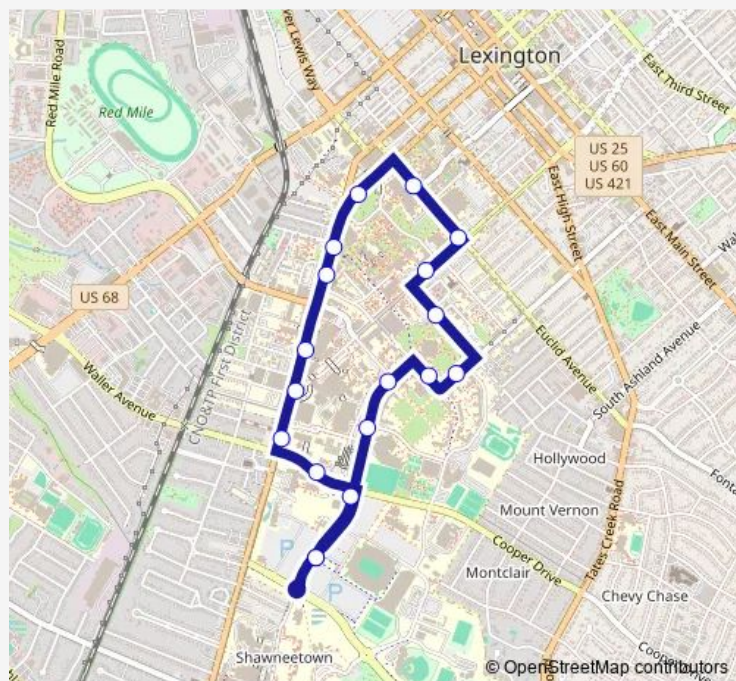 Lexington
Red Mile Road
Red Mile
East Third Street
US 25
US 60
US 421
East High Street
East Main Street
US 68
CNO&TP First District
Euclid Avenue
South Ashland Avenue
Waller Avenue
Hollywood
Mount Vernon
Tates Creek Road
Cooper Drive
Montclair
Chevy Chase
P
P
Shawneetown
© OpenStreetMap contributors